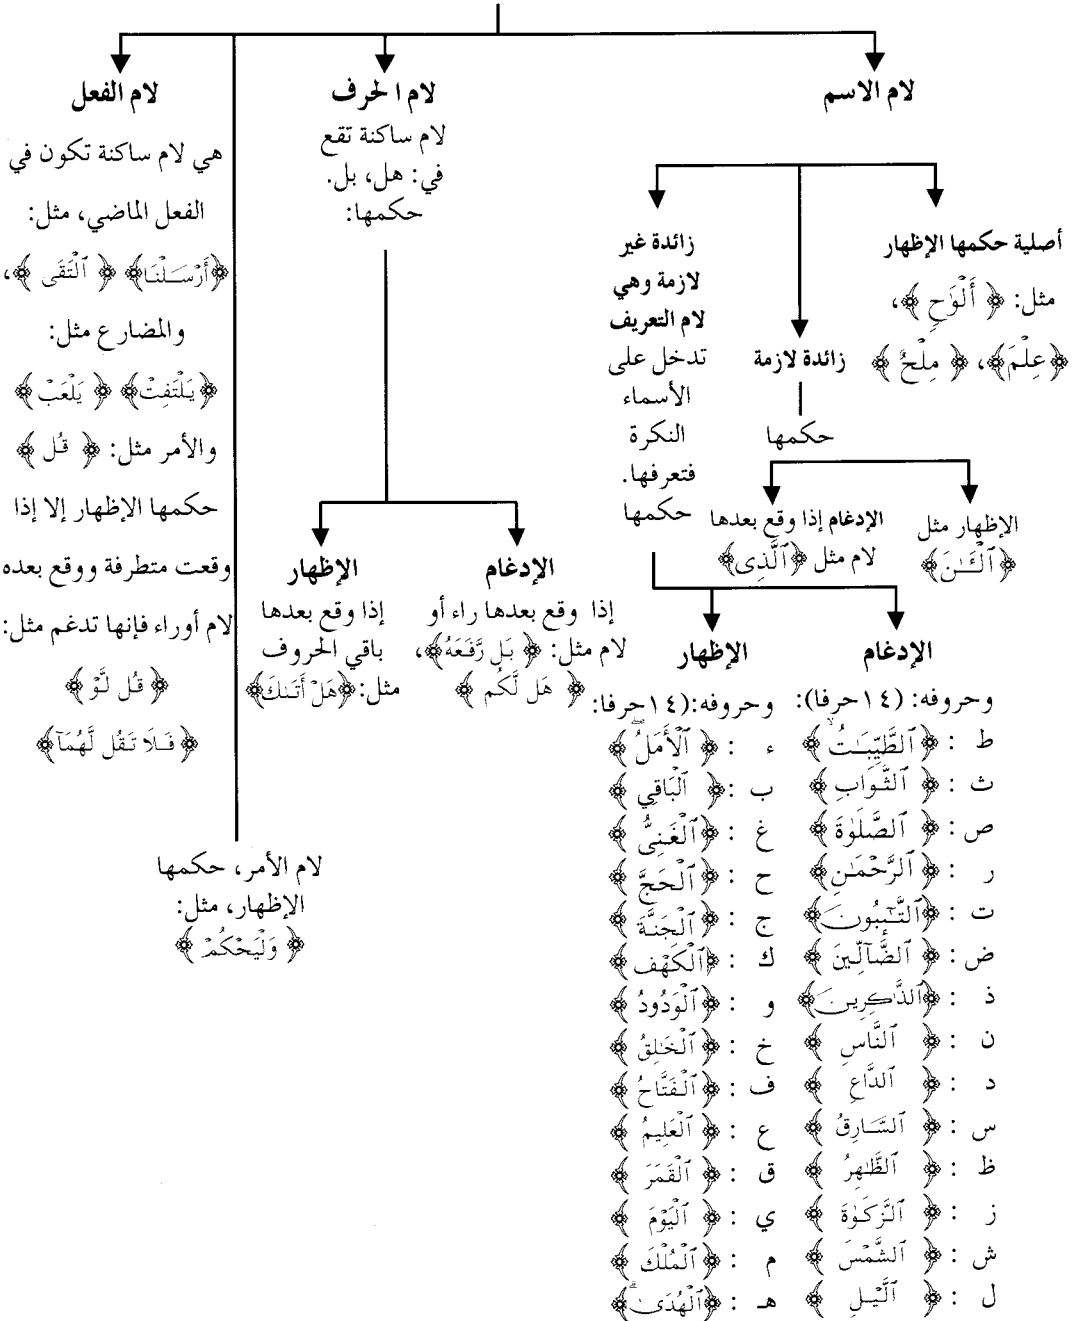 لام الاسم
أصلية حكمها الإظهار
مثل: ﴿أَلْوَٰحِ﴾،
﴿عِلْمَ﴾، ﴿مِلْحٌ﴾
زائدة لازمة
حكمها
الإظهار مثل
﴿ٱلْـَٰٔنَ﴾
الإدغام إذا وقع بعدها
لام مثل ﴿ٱلَّذِى﴾
زائدة غير
لازمة وهي
لام التعريف
تدخل على
الأسماء
النكرة
فتعرفها.
حكمها
الإدغام
وحروفه: (١٤ حرفا):
ط : ﴿ٱلطَّيِّبَـٰتُ﴾
ث : ﴿ٱلثَّوَابِ﴾
ص : ﴿ٱلصَّلَوٰةَ﴾
ر : ﴿ٱلرَّحْمَـٰنِ﴾
ت : ﴿ٱلتَّـٰٓئِبُونَ﴾
ض : ﴿ٱلضَّآلِّينَ﴾
ذ : ﴿ٱلذَّٰكِرِينَ﴾
ن : ﴿ٱلنَّاسِ﴾
د : ﴿ٱلدَّاعِ﴾
س : ﴿ٱلسَّارِقُ﴾
ظ : ﴿ٱلظَّـٰهِرُ﴾
ز : ﴿ٱلزَّكَوٰةَ﴾
ش : ﴿ٱلشَّمْسَ﴾
ل : ﴿ٱلَّيْلِ﴾
الإظهار
وحروفه: (١٤ حرفا:
ء : ﴿ٱلْأَمَلُ﴾
ب : ﴿ٱلْبَاقِي﴾
غ : ﴿ٱلْغَنِىُّ﴾
ح : ﴿ٱلْحَجَّ﴾
ج : ﴿ٱلْجَنَّةَ﴾
ك : ﴿ٱلْكَهْفِ﴾
و : ﴿ٱلْوَدُودُ﴾
خ : ﴿ٱلْخَـٰلِقُ﴾
ف : ﴿ٱلْفَتَّاحُ﴾
ع : ﴿ٱلْعَلِيمُ﴾
ق : ﴿ٱلْقَمَرَ﴾
ي : ﴿ٱلْيَوْمَ﴾
م : ﴿ٱلْمُلْكَ﴾
هـ : ﴿ٱلْهُدَىٰ﴾
لام الحرف
لام ساكنة تقع
في: هل، بل.
حكمها:
الإدغام
إذا وقع بعدها راء أو
لام مثل: ﴿بَل رَّفَعَهُ﴾،
﴿هَل لَّكُم﴾
الإظهار
إذا وقع بعدها
باقي الحروف
مثل: ﴿هَلْ أَتَىٰكَ﴾
لام الأمر، حكمها
الإظهار، مثل:
﴿وَلْيَحْكُمْ﴾
لام الفعل
هي لام ساكنة تكون في
الفعل الماضي، مثل:
﴿أَرْسَلْنَا﴾ ﴿ٱلْتَقَى﴾،
والمضارع مثل:
﴿يَلْتَفِتْ﴾ ﴿يَلْعَبْ﴾
والأمر مثل: ﴿قُل﴾
حكمها الإظهار إلا إذا
وقعت متطرفة ووقع بعده
لام أوراء فإنها تدغم مثل:
﴿قُل لَّوْ﴾
﴿فَلَا تَقُل لَّهُمَآ﴾